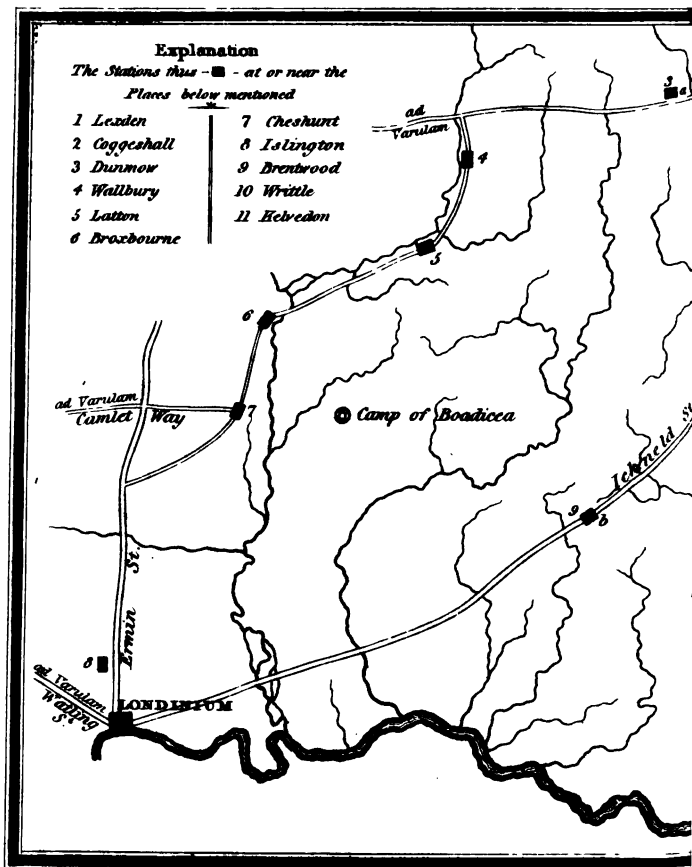 Explanation
The Stations thus - ■ - at or near the
Places below mentioned
1 Lexden
2 Coggeshall
3 Dunmow
4 Wallbury
5 Latton
6 Broxbourne
7 Cheshunt
8 Islington
9 Brentwood
10 Writtle
11 Kelvedon
3
a
ad
Varulam
4
5
6
ad Varulam
Camlet Way
7
Camp of Boadicea
Ickneld St
9
b
Ermin St.
8
ad Varulam
Watling
S.
LONDINIUM